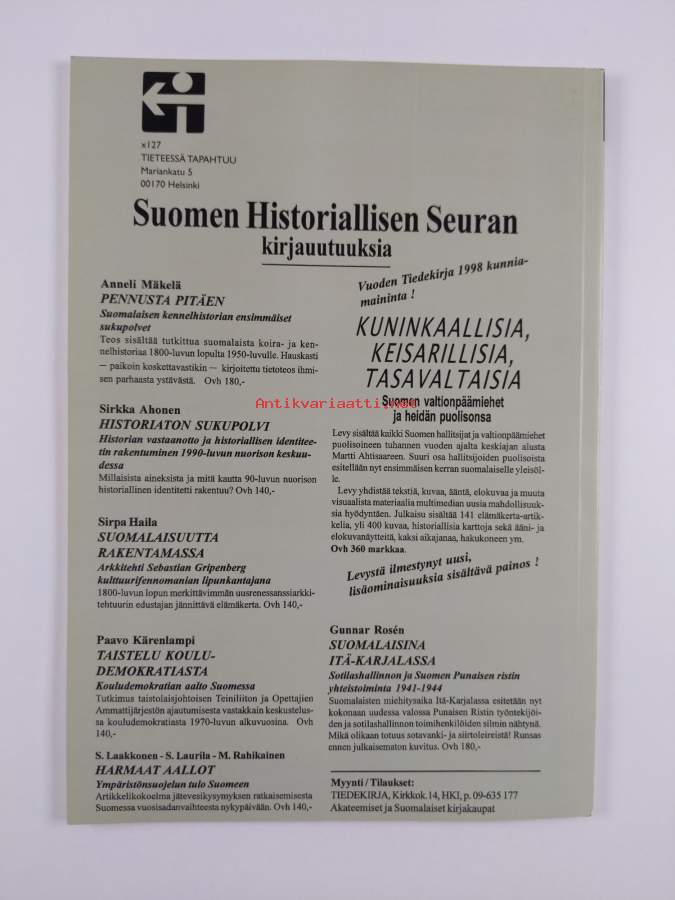 x127
TIETEESSÄ TAPAHTUU
Mariankatu 5
00170 Helsinki
Suomen Historiallisen Seuran
kirjauutuuksia
Anneli Mäkelä
PENNUSTA PITÄEN
Suomalaisen kennelhistorian ensimmäiset
sukupolvet
Teos sisältää tutkittua suomalaista koira- ja ken-
nelhistoriaa 1800-luvun lopulta 1950-luvulle. Hauskasti
— paikoin koskettavastikin — kirjoitettu tietoteos ihmi-
sen parhaasta ystävästä. Ovh 180,-
Sirkka Ahonen
HISTORIATON SUKUPOLVI
Historian vastaanotto ja historiallisen identitee-
tin rakentuminen 1990-luvun nuorison keskuu-
dessa
Millaisista aineksista ja mitä kautta 90-luvun nuorison
historiallinen identitetti rakentuu? Ovh 140,-
Sirpa Haila
SUOMALAISUUTTA
RAKENTAMASSA
Arkkitehti Sebastian Gripenberg
kulttuurifennomanian lipunkantajana
1800-luvun lopun merkittävimmän uusrenessanssiarkki-
tehtuurin edustajan jännittävä elämäkerta. Ovh 140,-
Paavo Kärenlampi
TAISTELU KOULU-
DEMOKRATIASTA
Kouludemokratian aalto Suomessa
Tutkimus taistolaisjohtoisen Teiniliiton ja Opettajien
Ammattijärjestön ajautumisesta vastakkain keskustelus-
sa kouludemokratiasta 1970-luvun alkuvuosina. Ovh
140,-
S. Laakkonen - S. Laurila - M. Rahikainen
HARMAAT AALLOT
Ympäristönsuojelun tulo Suomeen
Artikkelikokoelma jätevesikysymyksen ratkaisemisesta
Suomessa vuosisadanvaihteesta nykypäivään. Ovh 140,-
Vuoden Tiedekirja 1998 kunnia-
maininta !
KUNINKAALLISIA,
KEISARILLISIA,
TASAVALTAISIA
Antikvariaatti.net
Suomen valtionpäämiehet
ja heidän puolisonsa
Levy sisältää kaikki Suomen hallitsijat ja valtionpäämiehet
puolisoineen tuhannen vuoden ajalta keskiajan alusta
Martti Ahtisaareen. Suuri osa hallitsijoiden puolisoista
esitellään nyt ensimmäisen kerran suomalaiselle yleisöl-
le.
Levy yhdistää tekstiä, kuvaa, ääntä, elokuvaa ja muuta
visuaalista materiaalia multimedian uusia mahdollisuuk-
sia hyödyntäen. Julkaisu sisältää 141 elämäkerta-artik-
kelia, yli 400 kuvaa, historiallisia karttoja sekä ääni- ja
elokuvanäytteitä, kaksi aikajanaa, hakukoneen ym.
Ovh 360 markkaa.
Levystä ilmestynyt uusi,
lisäominaisuuksia sisältävä painos !
Gunnar Rosén
SUOMALAISINA
ITÄ-KARJALASSA
Sotilashallinnon ja Suomen Punaisen ristin
yhteistoiminta 1941-1944
Suomalaisten miehitysaika Itä-Karjalassa esitetään nyt
kokonaan uudessa valossa Punaisen Ristin työntekijöi-
den ja sotilashallinnon toimihenkilöiden silmin nähtynä.
Mikä olikaan totuus sotavanki- ja siirtoleireistä! Runsas
ennen julkaisematon kuvitus. Ovh 180,-
Myynti / Tilaukset:
TIEDEKIRJA, Kirkkok.14, HKI, p. 09-635 177
Akateemiset ja Suomalaiset kirjakaupat